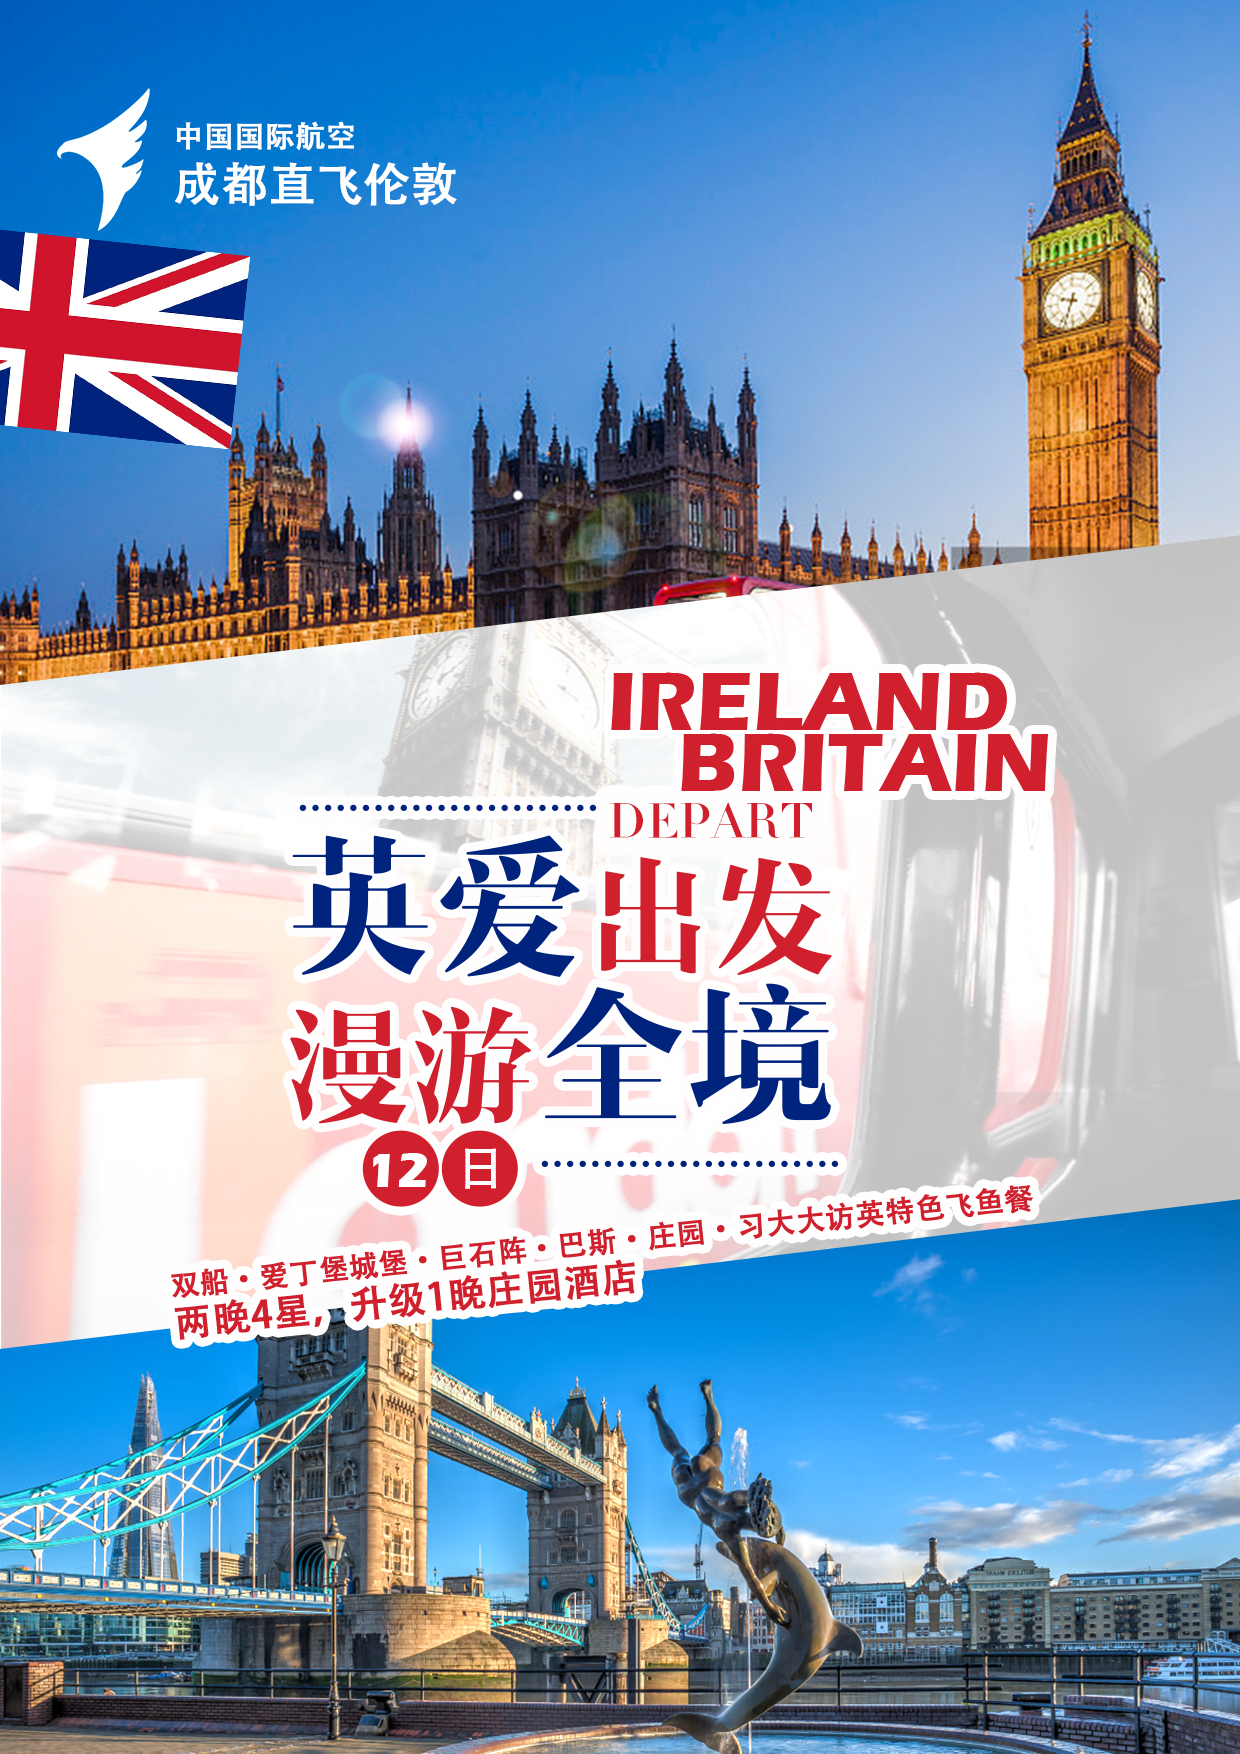 中国国际航空
成都直飞伦敦
IRELAND
BRITAIN
DEPART
英爱出发
漫游全境
12日
双船·爱丁堡城堡·巨石阵·巴斯·庄园·习大大访英特色飞鱼餐
两晚4星，升级1晚庄园酒店